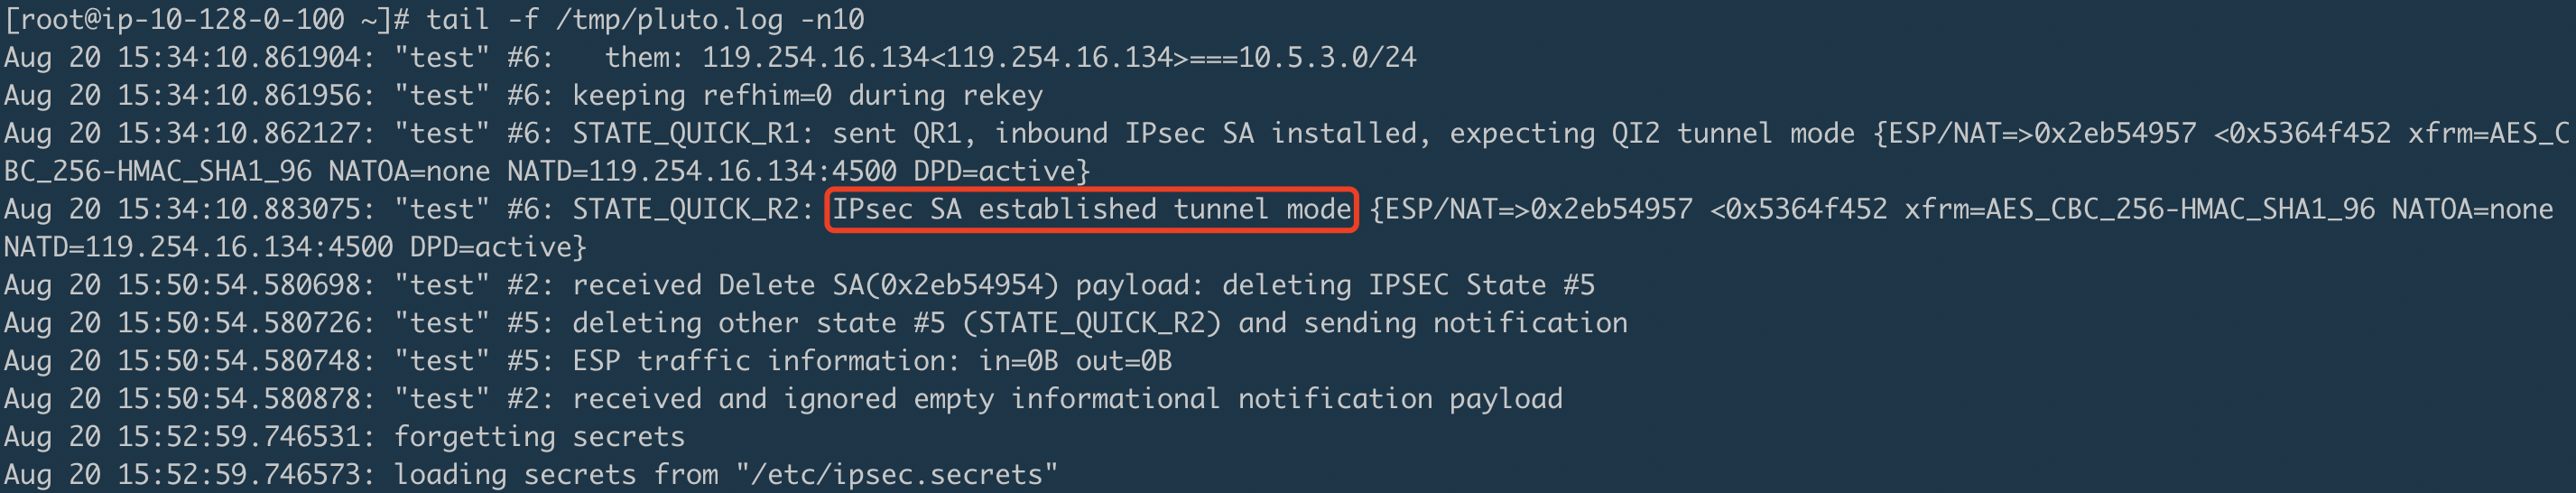 [root@ip-10-128-0-100 ~]# tail -f /tmp/pluto.log -n10
Aug 20 15:34:10.861904: "test" #6:   them: 119.254.16.134<119.254.16.134>===10.5.3.0/24
Aug 20 15:34:10.861956: "test" #6: keeping refhim=0 during rekey
Aug 20 15:34:10.862127: "test" #6: STATE_QUICK_R1: sent QR1, inbound IPsec SA installed, expecting QI2 tunnel mode {ESP/NAT=>0x2eb54957 <0x5364f452 xfrm=AES_C
BC_256-HMAC_SHA1_96 NATOA=none NATD=119.254.16.134:4500 DPD=active}
Aug 20 15:34:10.883075: "test" #6: STATE_QUICK_R2: IPsec SA established tunnel mode {ESP/NAT=>0x2eb54957 <0x5364f452 xfrm=AES_CBC_256-HMAC_SHA1_96 NATOA=none
NATD=119.254.16.134:4500 DPD=active}
Aug 20 15:50:54.580698: "test" #2: received Delete SA(0x2eb54954) payload: deleting IPSEC State #5
Aug 20 15:50:54.580726: "test" #5: deleting other state #5 (STATE_QUICK_R2) and sending notification
Aug 20 15:50:54.580748: "test" #5: ESP traffic information: in=0B out=0B
Aug 20 15:50:54.580878: "test" #2: received and ignored empty informational notification payload
Aug 20 15:52:59.746531: forgetting secrets
Aug 20 15:52:59.746573: loading secrets from "/etc/ipsec.secrets"